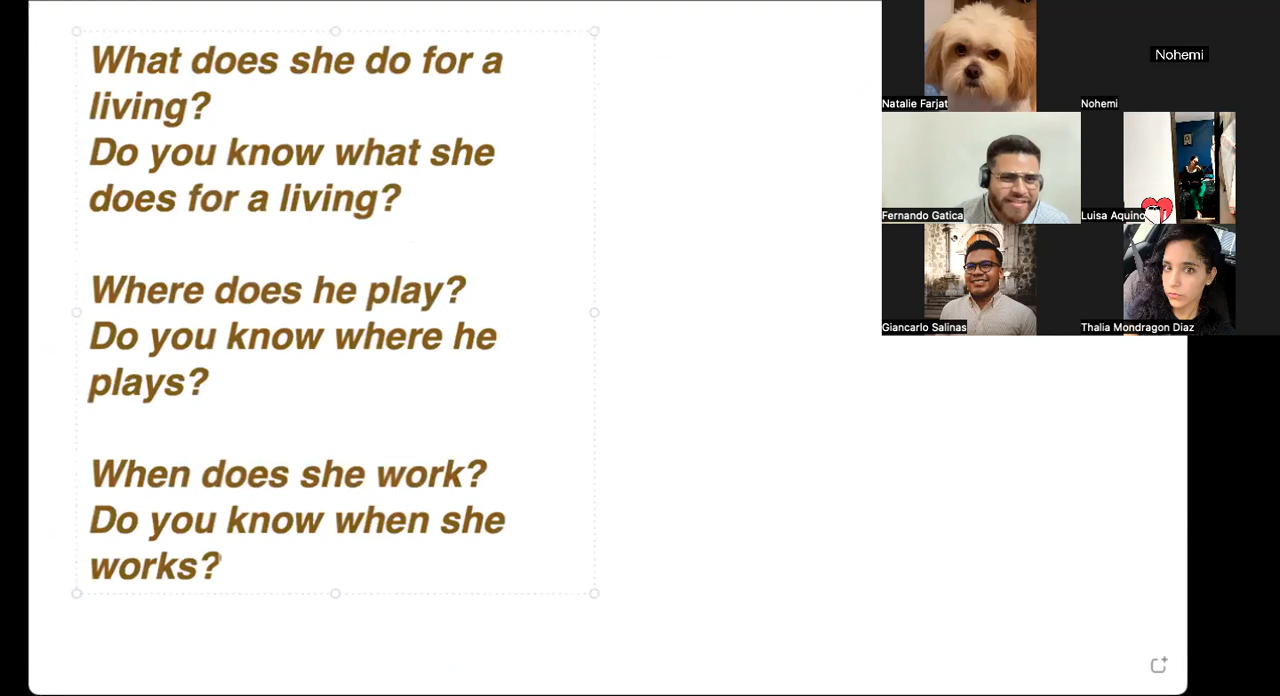 What does she do for a
living?
Do you know what she
does for a living?
Where does he play?
Do you know where he
plays?
When does she work?
Do you know when she
works?
Natalie Farjat
Nohemi
Nohemi
Fernando Gatica
Luisa Aquino
Giancarlo Salinas
Thalia Mondragon Diaz